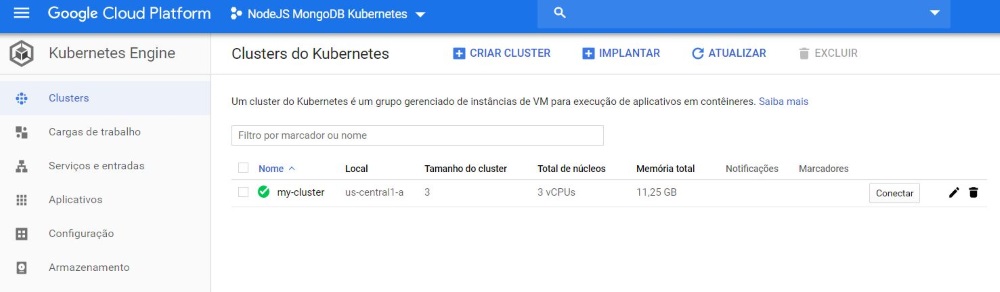 Google Cloud Platform NodeJS MongoDB Kubernetes
Kubernetes Engine
Clusters do Kubernetes CRIAR CLUSTER IMPLANTAR ATUALIZAR EXCLUIR
Clusters
Cargas de trabalho
Serviços e entradas
Aplicativos
Configuração
Armazenamento
Um cluster do Kubernetes é um grupo gerenciado de instâncias de VM para execução de aplicativos em contêineres. Saiba mais
Filtro por marcador ou nome
Nome Local Tamanho do cluster Total de núcleos Memória total Notificações Marcadores
my-cluster us-central1-a 3 3 vCPUs 11,25 GB Conectar